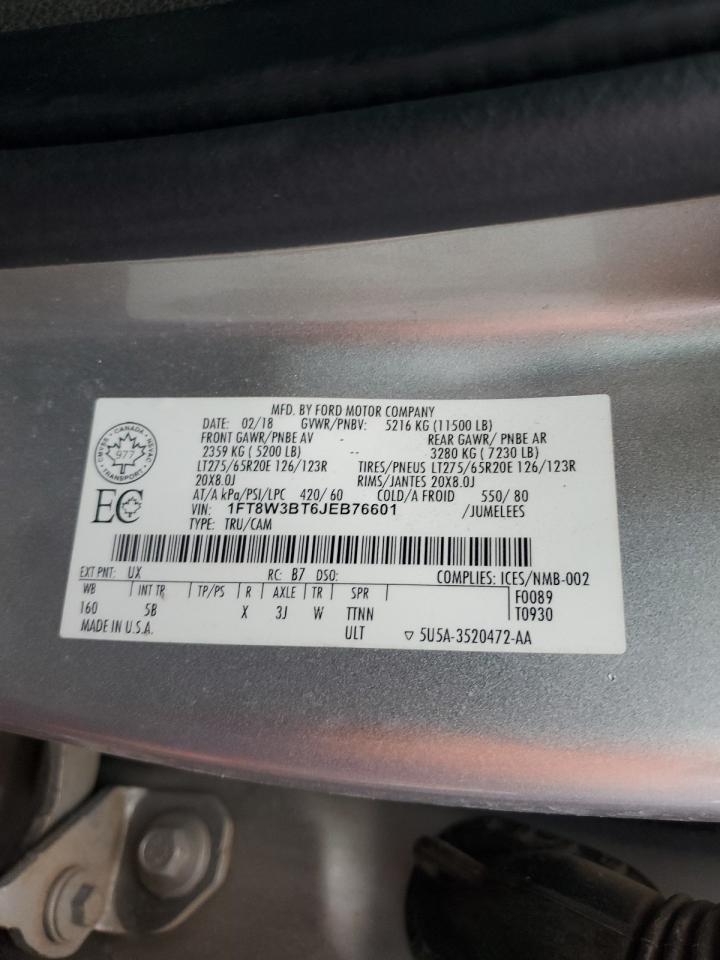 MFD. BY FORD MOTOR COMPANY
DATE: 02/18 GVWR/PNBV: 5216 KG (11500 LB)
FRONT GAWR/PNBE AV - REAR GAWR/ PNBE AR
2359 KG ( 5200 LB) -- 3280 KG ( 7230 LB)
LT275/65R20E 126/123R TIRES/PNEUS LT275/65R20E 126/123R
20X8.0J RIMS/JANTES 20X8.0J
AT/A kPa/PSI/LPC 420/ 60 COLD/A FROID 550/ 80
VIN: 1FT8W3BT6JEB76601 /JUMELEES
TYPE: TRU/CAM
CMVSS • CANADA • NSVAC
977
TRANSPORT
EC
EXT PNT: UX RC: B7 DSO: COMPLIES: ICES/NMB-002
WB INT TR TP/PS R AXLE TR SPR F0089
160 5B X 3J W TTNN T0930
MADE IN U.S.A. ULT ▽ 5U5A-3520472-AA